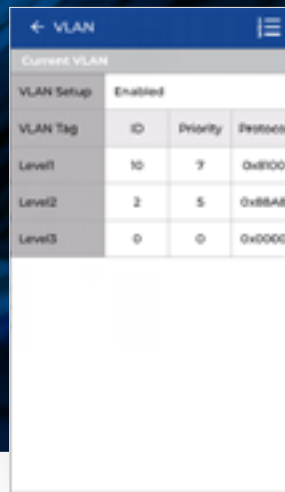 ← VLAN
Current VLAN
VLAN Setup Enabled
VLAN Tag ID Priority Protoco
Level1 10 7 0x8100
Level2 2 5 0x88A8
Level3 0 0 0x0000